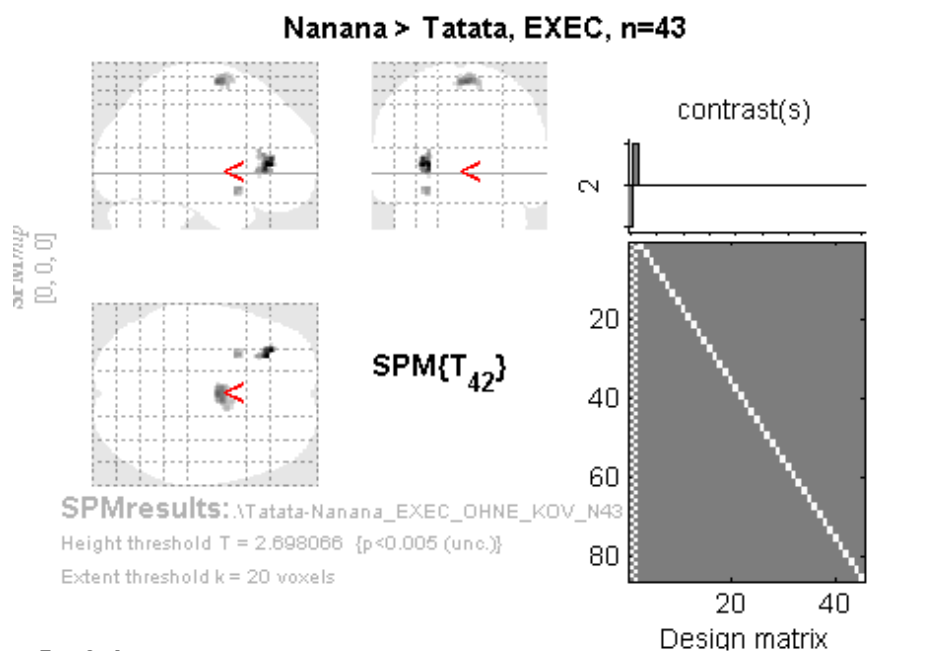 Nanana > Tatata, EXEC, n=43
contrast(s)
2
[0, 0, 0]
<
<
<
SPM{T42}
20
40
60
80
SPMresults: .\Tatata-Nanana_EXEC_OHNE_KOV_N43
Height threshold T = 2.698066 {p<0.005 (unc.)}
Extent threshold k = 20 voxels
20 40
Design matrix